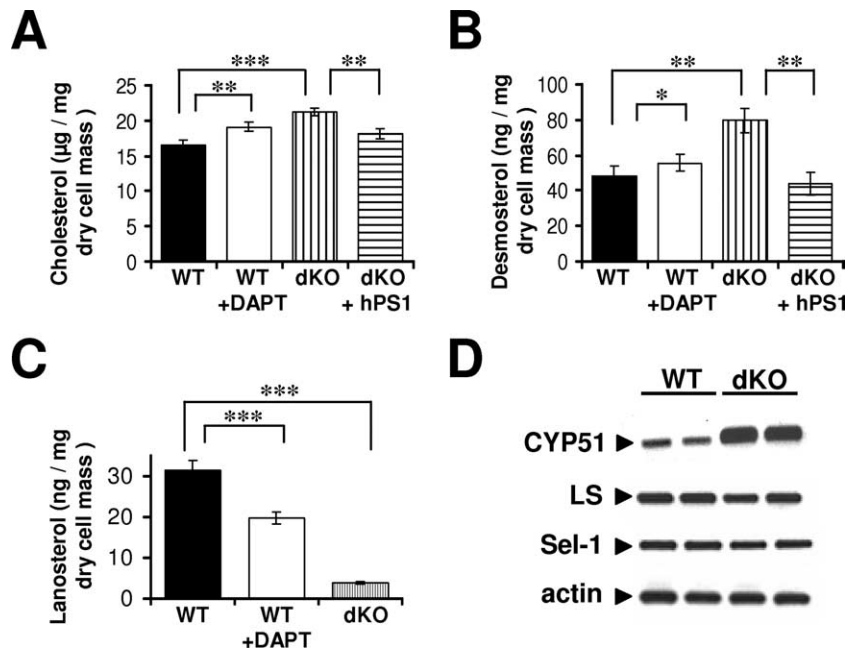 A
Cholesterol (µg / mg
dry cell mass )
25
20
15
10
5
0
***
**
**
WT
WT
+DAPT
dKO
dKO
+ hPS1
B
Desmosterol (ng / mg
dry cell mass )
100
80
60
40
20
0
**
*
**
WT
WT
+DAPT
dKO
dKO
+ hPS1
C
Lanosterol (ng / mg
dry cell mass )
30
20
10
0
***
***
WT
WT
+DAPT
dKO
D
WT dKO
CYP51
LS
Sel-1
actin